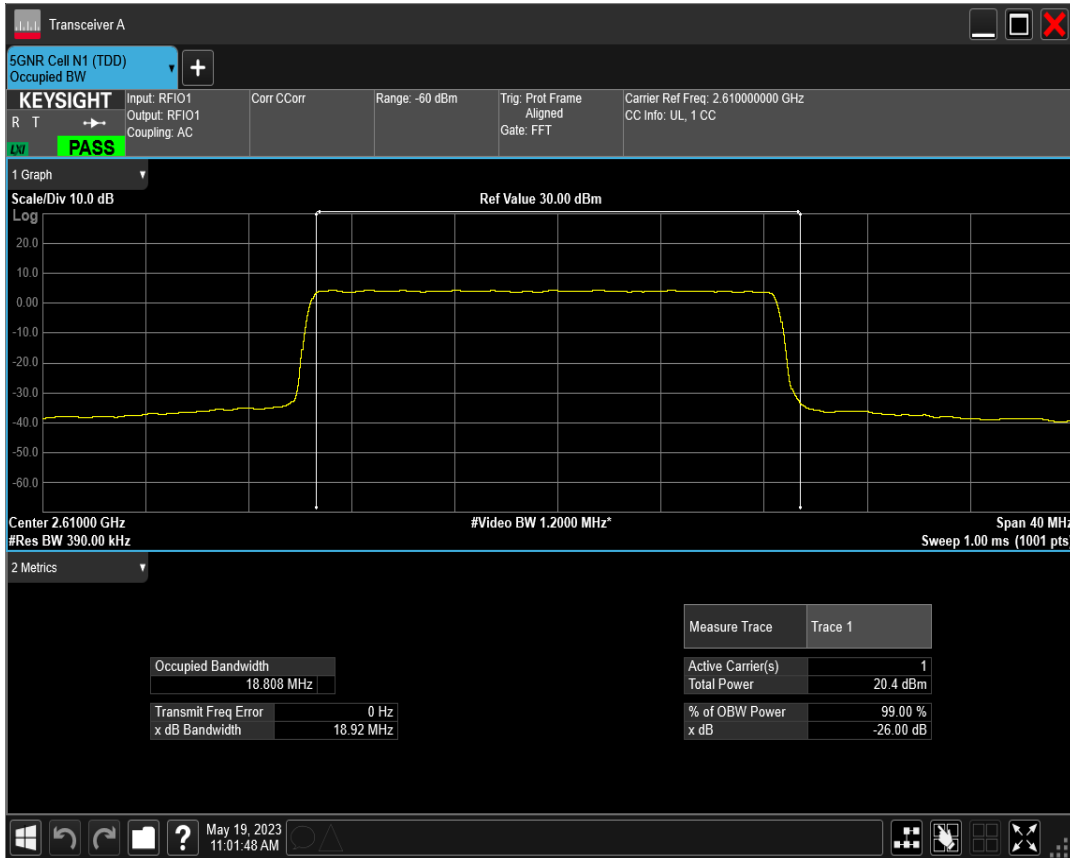 Transceiver A
5GNR Cell N1 (TDD)
Occupied BW
+
KEYSIGHT
R T
LXI
PASS
Input: RFIO1
Output: RFIO1
Coupling: AC
Corr CCorr
Range: -60 dBm
Trig: Prot Frame
Aligned
Gate: FFT
Carrier Ref Freq: 2.610000000 GHz
CC Info: UL, 1 CC
1 Graph
Scale/Div 10.0 dB
Ref Value 30.00 dBm
Log
20.0
10.0
0.00
-10.0
-20.0
-30.0
-40.0
-50.0
-60.0
Center 2.61000 GHz
#Video BW 1.2000 MHz*
Span 40 MHz
#Res BW 390.00 kHz
Sweep 1.00 ms (1001 pts)
2 Metrics
Measure Trace Trace 1
Occupied Bandwidth
18.808 MHz
Active Carrier(s) 1
Total Power 20.4 dBm
Transmit Freq Error 0 Hz
x dB Bandwidth 18.92 MHz
% of OBW Power 99.00 %
x dB -26.00 dB
?
May 19, 2023
11:01:48 AM